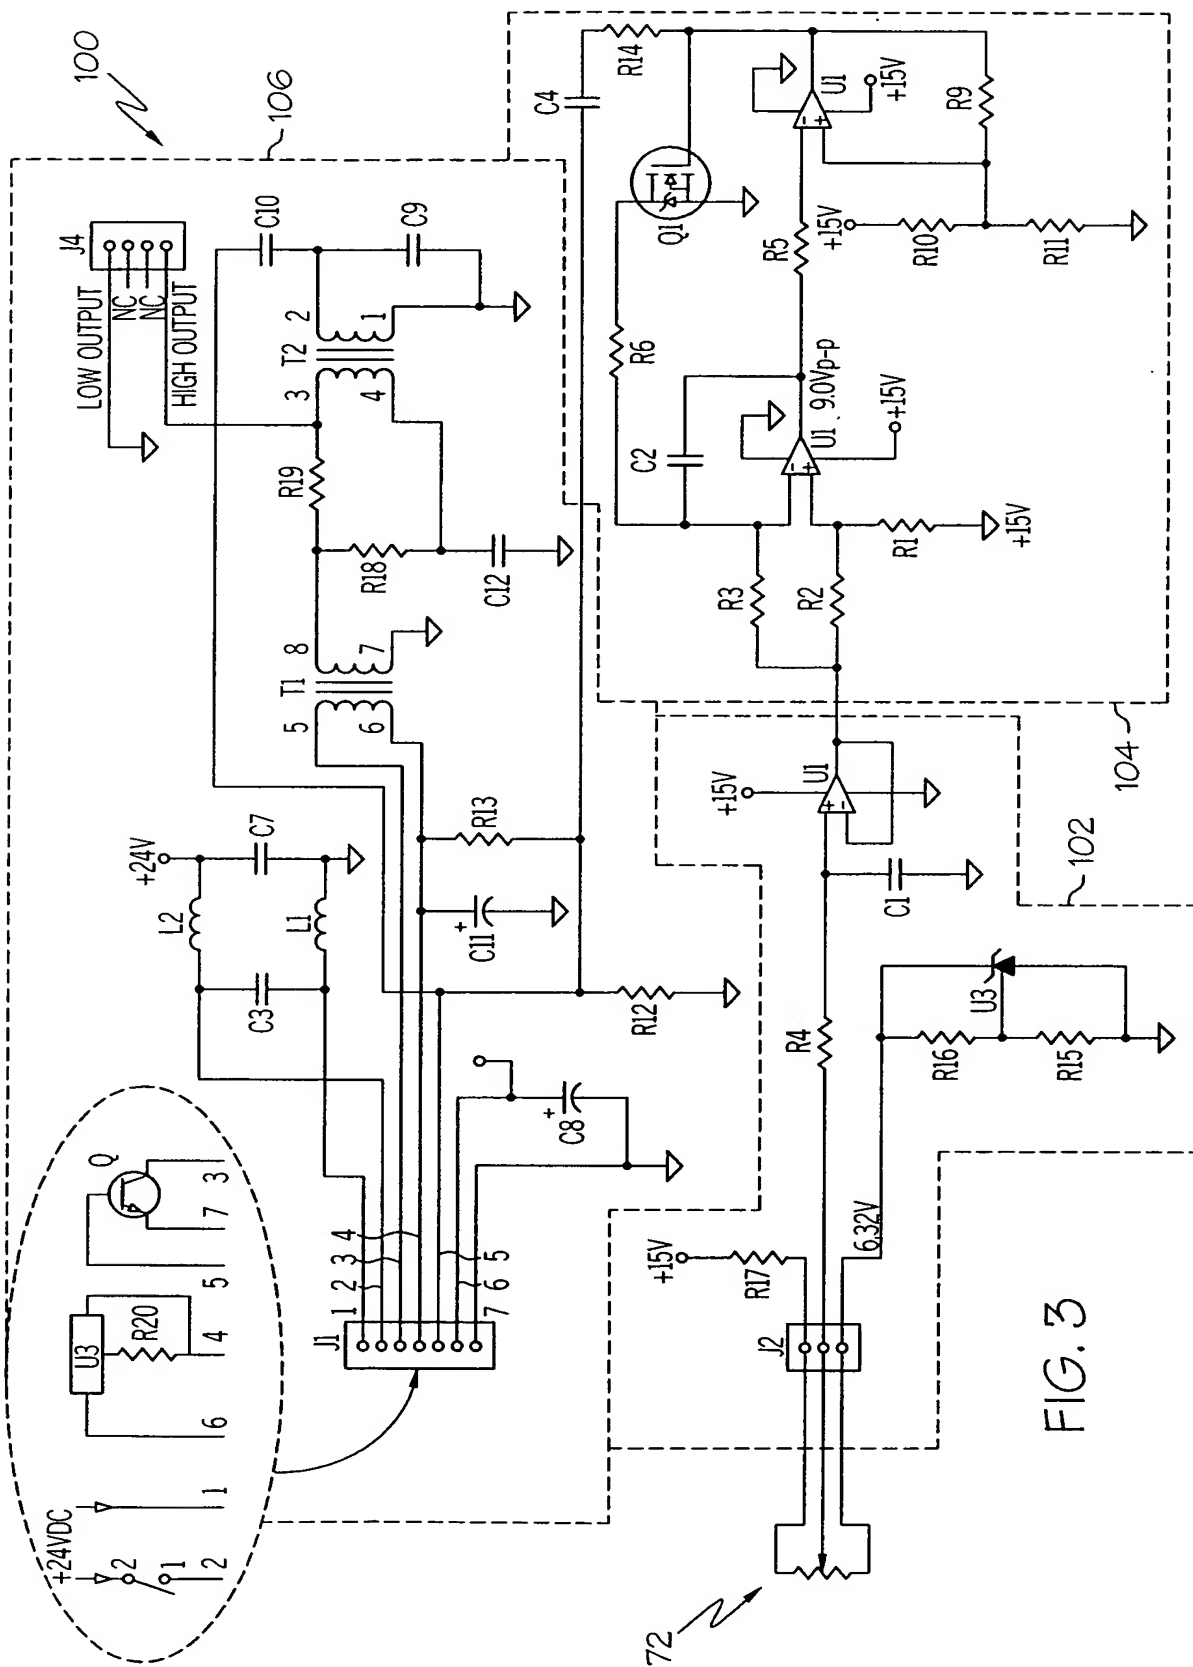 100
106
J4
LOW OUTPUT
NC
NC
HIGH OUTPUT
C10
C9
2
1
T2
3
4
R19
R18
C12
8
7
T1
5
6
+24V
C7
L2
L1
C3
R13
C11
+
R12
C8
+
Q
3
7
5
U3
R20
4
6
1
+24VDC
2
1
2
J1
1
2
3
4
5
6
7
R14
C4
U1
-
+
+15V
R9
Q1
R5
+15V
R10
R11
R6
C2
U1
9.0Vp-p
-
+
+15V
R3
R2
R1
+15V
104
+15V
U1
+
-
102
C1
R4
U3
R16
R15
6.32V
+15V
R17
J2
72
FIG. 3